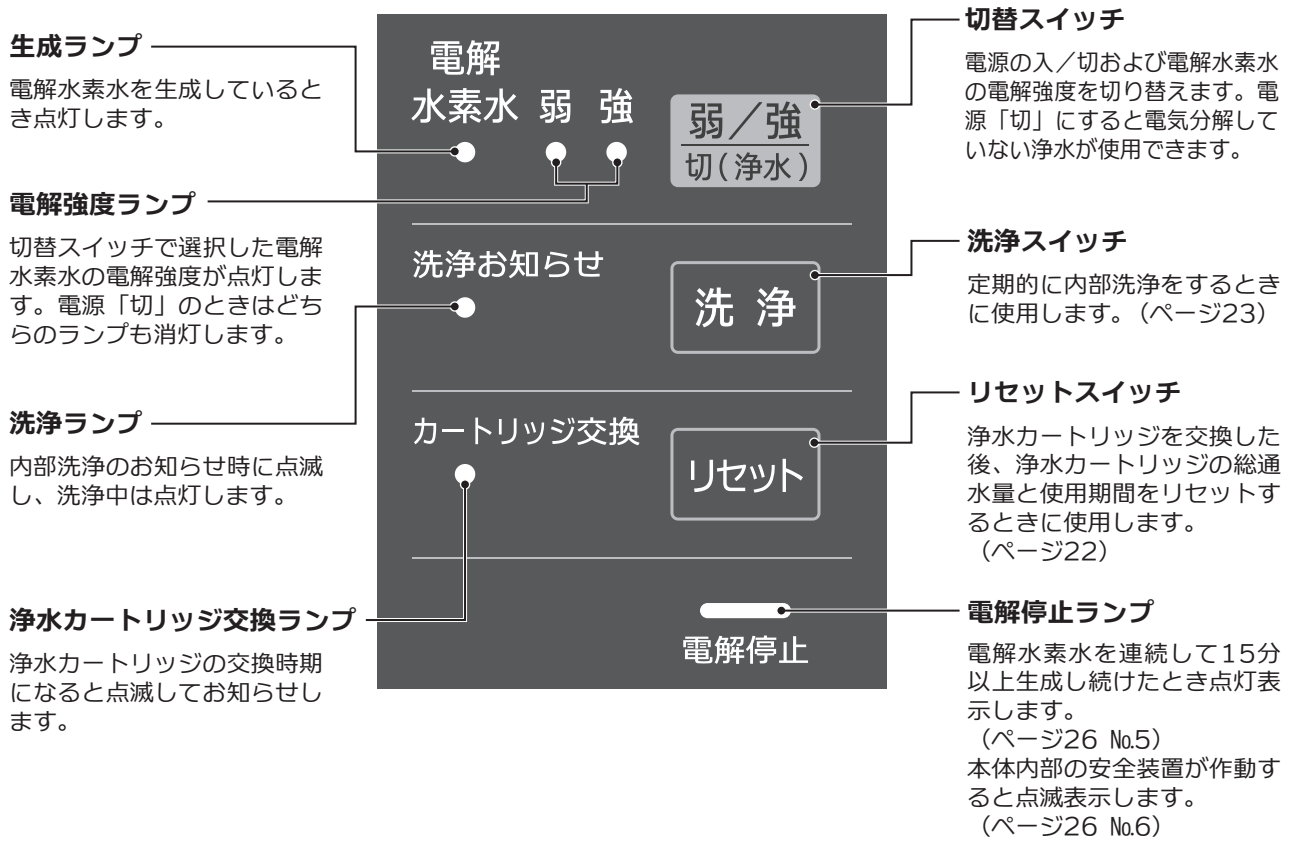 生成ランプ
電解水素水を生成していると
き点灯します。
電解強度ランプ
切替スイッチで選択した電解
水素水の電解強度が点灯しま
す。電源「切」のときはどち
らのランプも消灯します。
洗浄ランプ
内部洗浄のお知らせ時に点滅
し、洗浄中は点灯します。
浄水カートリッジ交換ランプ
浄水カートリッジの交換時期
になると点滅してお知らせし
ます。
電解
水素水 弱 強
弱／強
切(浄水)
洗浄お知らせ
洗 浄
カートリッジ交換
リセット
電解停止
切替スイッチ
電源の入／切および電解水素水
の電解強度を切り替えます。電
源「切」にすると電気分解して
いない浄水が使用できます。
洗浄スイッチ
定期的に内部洗浄をするとき
に使用します。（ページ23）
リセットスイッチ
浄水カートリッジを交換した
後、浄水カートリッジの総通
水量と使用期間をリセットす
るときに使用します。
（ページ22）
電解停止ランプ
電解水素水を連続して15分
以上生成し続けたとき点灯表
示します。
（ページ26 №5）
本体内部の安全装置が作動す
ると点滅表示します。
（ページ26 №6）